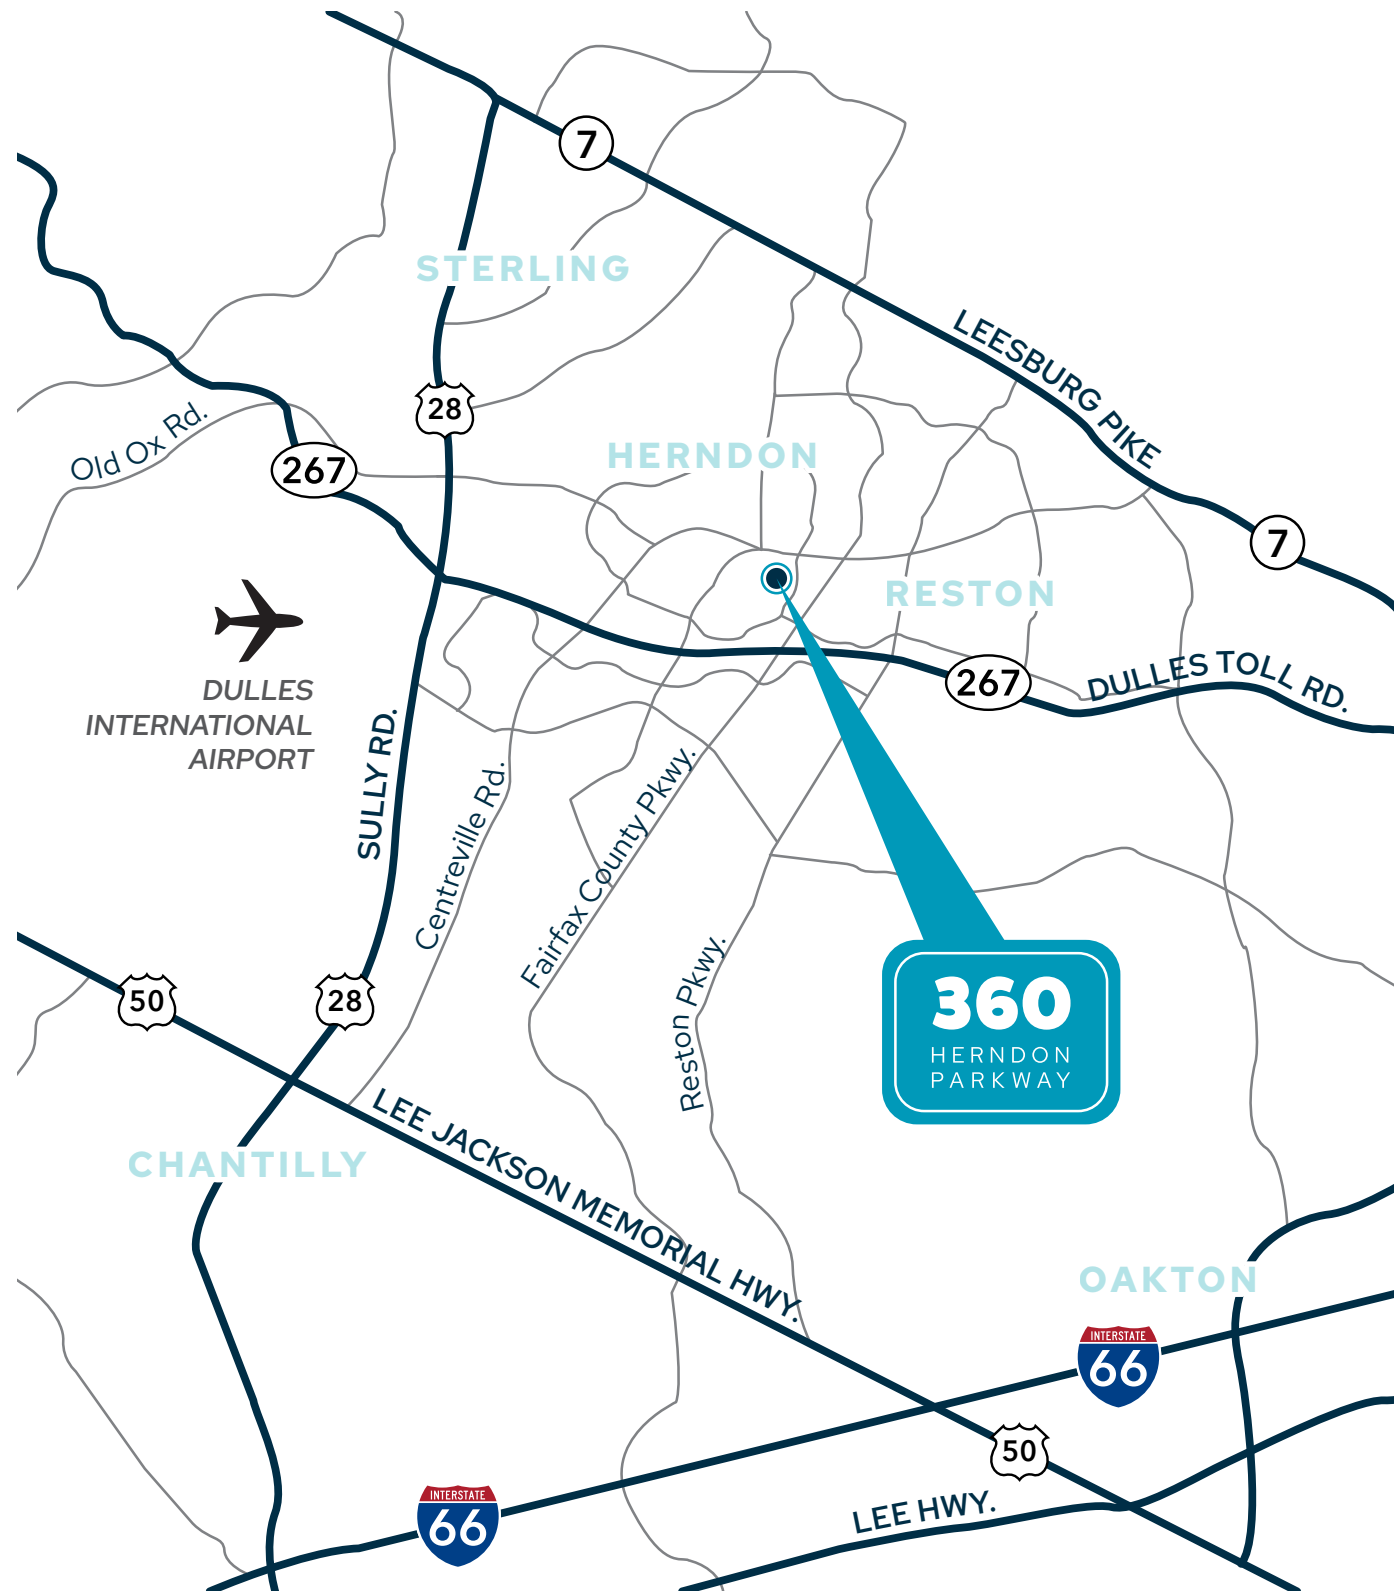 7
STERLING
LEESBURG PIKE
28
Old Ox Rd.
HERNDON
267
7
RESTON
267
DULLES TOLL RD.
DULLES
INTERNATIONAL
AIRPORT
SULLY RD.
Centreville Rd.
Fairfax County Pkwy.
Reston Pkwy.
360
HERNDON
PARKWAY
50
28
LEE JACKSON MEMORIAL HWY.
CHANTILLY
OAKTON
INTERSTATE
66
50
INTERSTATE
66
LEE HWY.